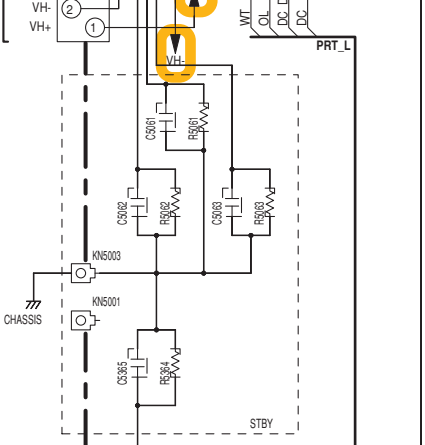 VH- 2
VH+ 1
WT
OL
DC
DC
PRT_L
VH-
C5061
R5061
C5062
R5062
C5063
R5063
KN5003
CHASSIS
KN5001
C5365
R5364
STBY